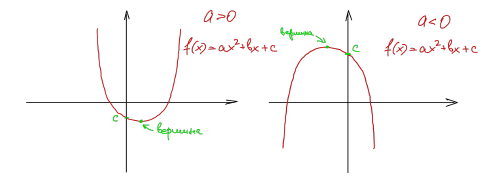 a>0
f(x)=ax²+bx+c
c
вершина
a<0
вершина
f(x)=ax²+bx+c
c